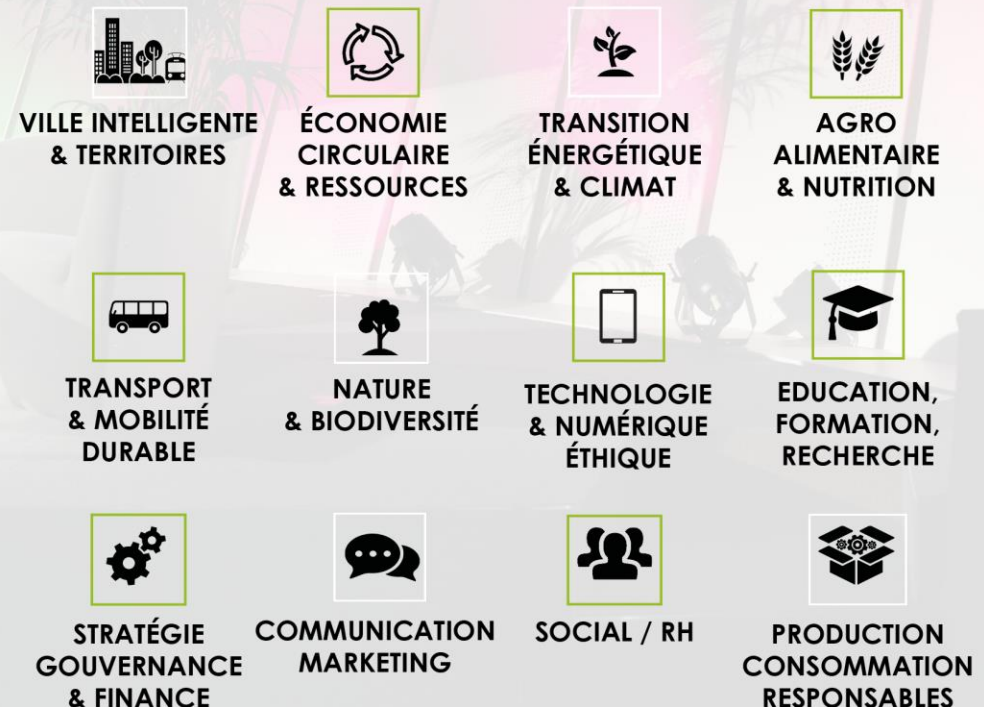 VILLE INTELLIGENTE
& TERRITOIRES
ÉCONOMIE
CIRCULAIRE
& RESSOURCES
TRANSITION
ÉNERGÉTIQUE
& CLIMAT
AGRO
ALIMENTAIRE
& NUTRITION
TRANSPORT
& MOBILITÉ
DURABLE
NATURE
& BIODIVERSITÉ
TECHNOLOGIE
& NUMÉRIQUE
ÉTHIQUE
EDUCATION,
FORMATION,
RECHERCHE
STRATÉGIE
GOUVERNANCE
& FINANCE
COMMUNICATION
MARKETING
SOCIAL / RH
PRODUCTION
CONSOMMATION
RESPONSABLES